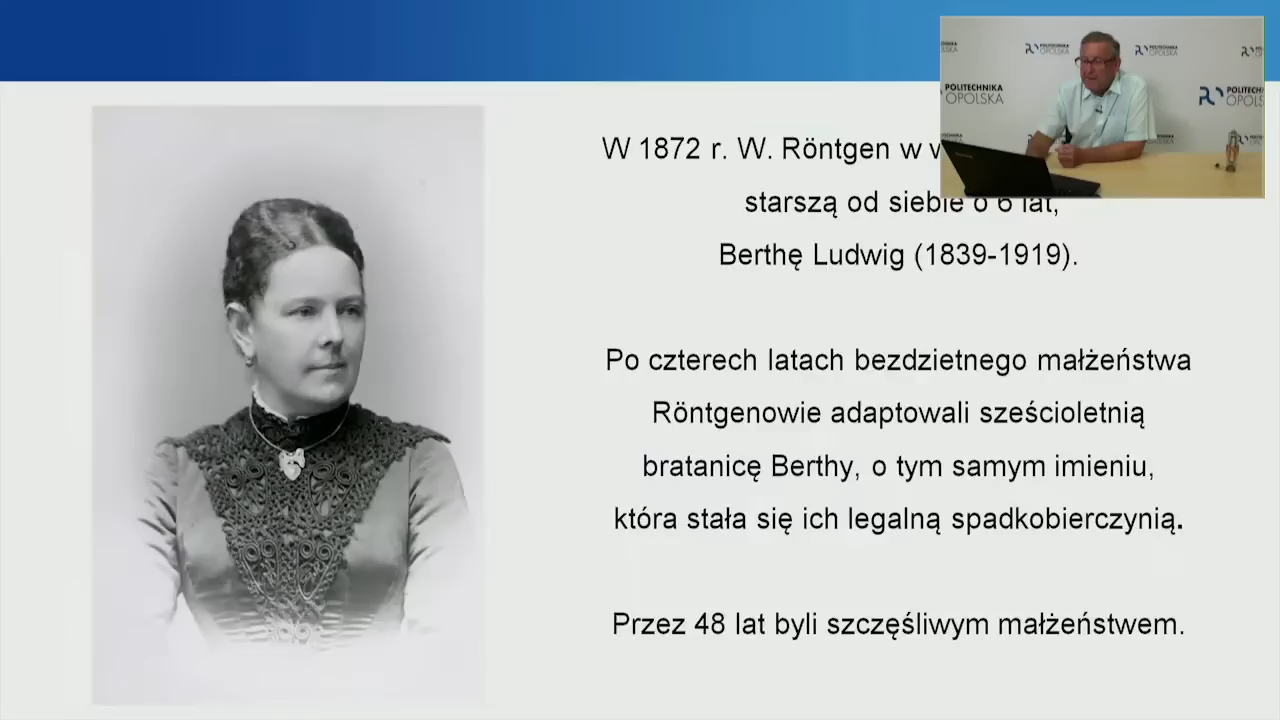 W 1872 r. W. Röntgen w
starszą od siebie o 6 lat,
Berthę Ludwig (1839-1919).
Po czterech latach bezdzietnego małżeństwa
Röntgenowie adaptowali sześcioletnią
bratanicę Berthy, o tym samym imieniu,
która stała się ich legalną spadkobierczynią.
Przez 48 lat byli szczęśliwym małżeństwem.
POLITECHNIKA
OPOLSKA
POLITECHNIKA
OPOLSKA
POLITECHNIKA
OPOLSKA